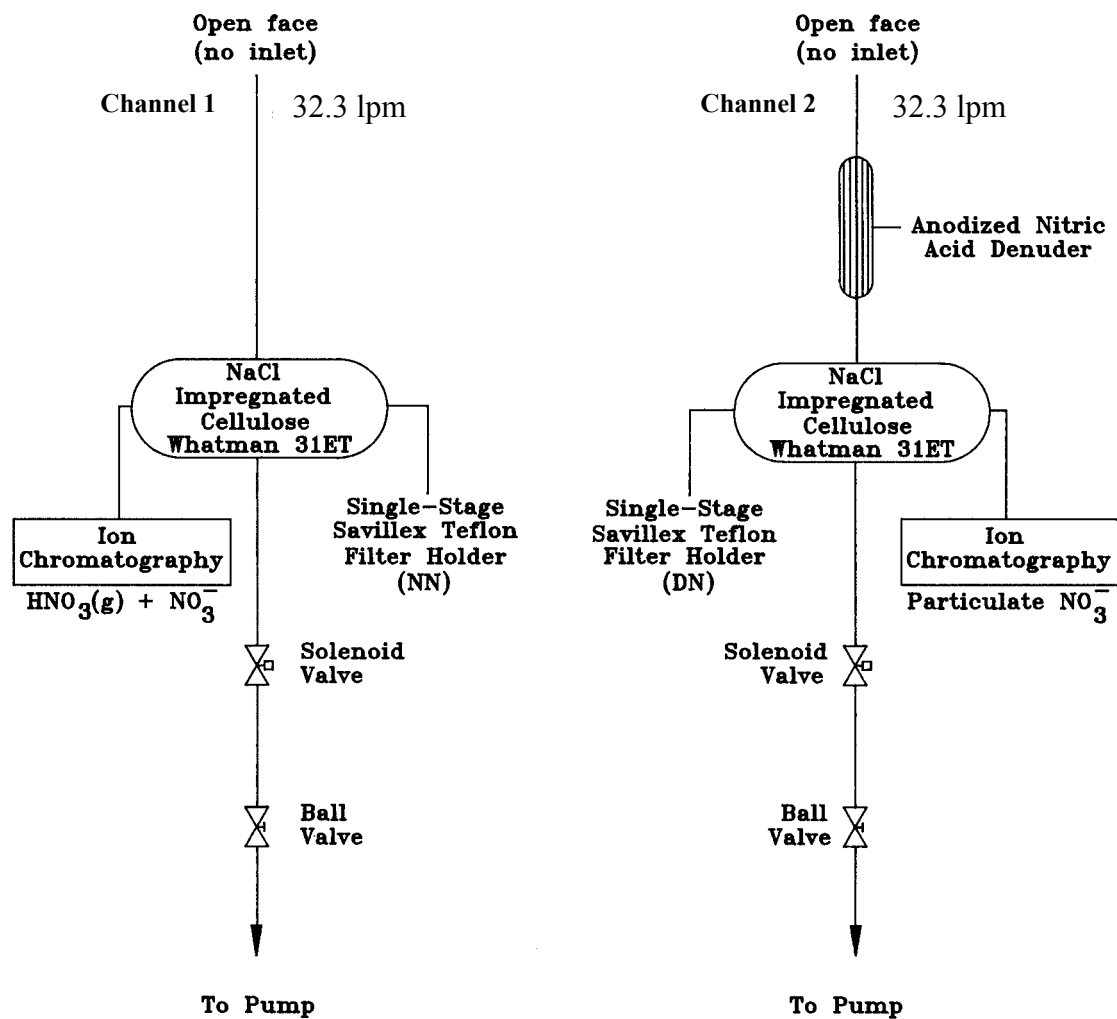 Open face
(no inlet)
Channel 1 32.3 lpm
NaCl
Impregnated
Cellulose
Whatman 31ET
Single-Stage
Savillex Teflon
Filter Holder
(NN)
Ion
Chromatography
HNO₃(g) + NO₃⁻
Solenoid
Valve
Ball
Valve
To Pump
Open face
(no inlet)
Channel 2 32.3 lpm
Anodized Nitric
Acid Denuder
NaCl
Impregnated
Cellulose
Whatman 31ET
Single-Stage
Savillex Teflon
Filter Holder
(DN)
Ion
Chromatography
Particulate NO₃⁻
Solenoid
Valve
Ball
Valve
To Pump